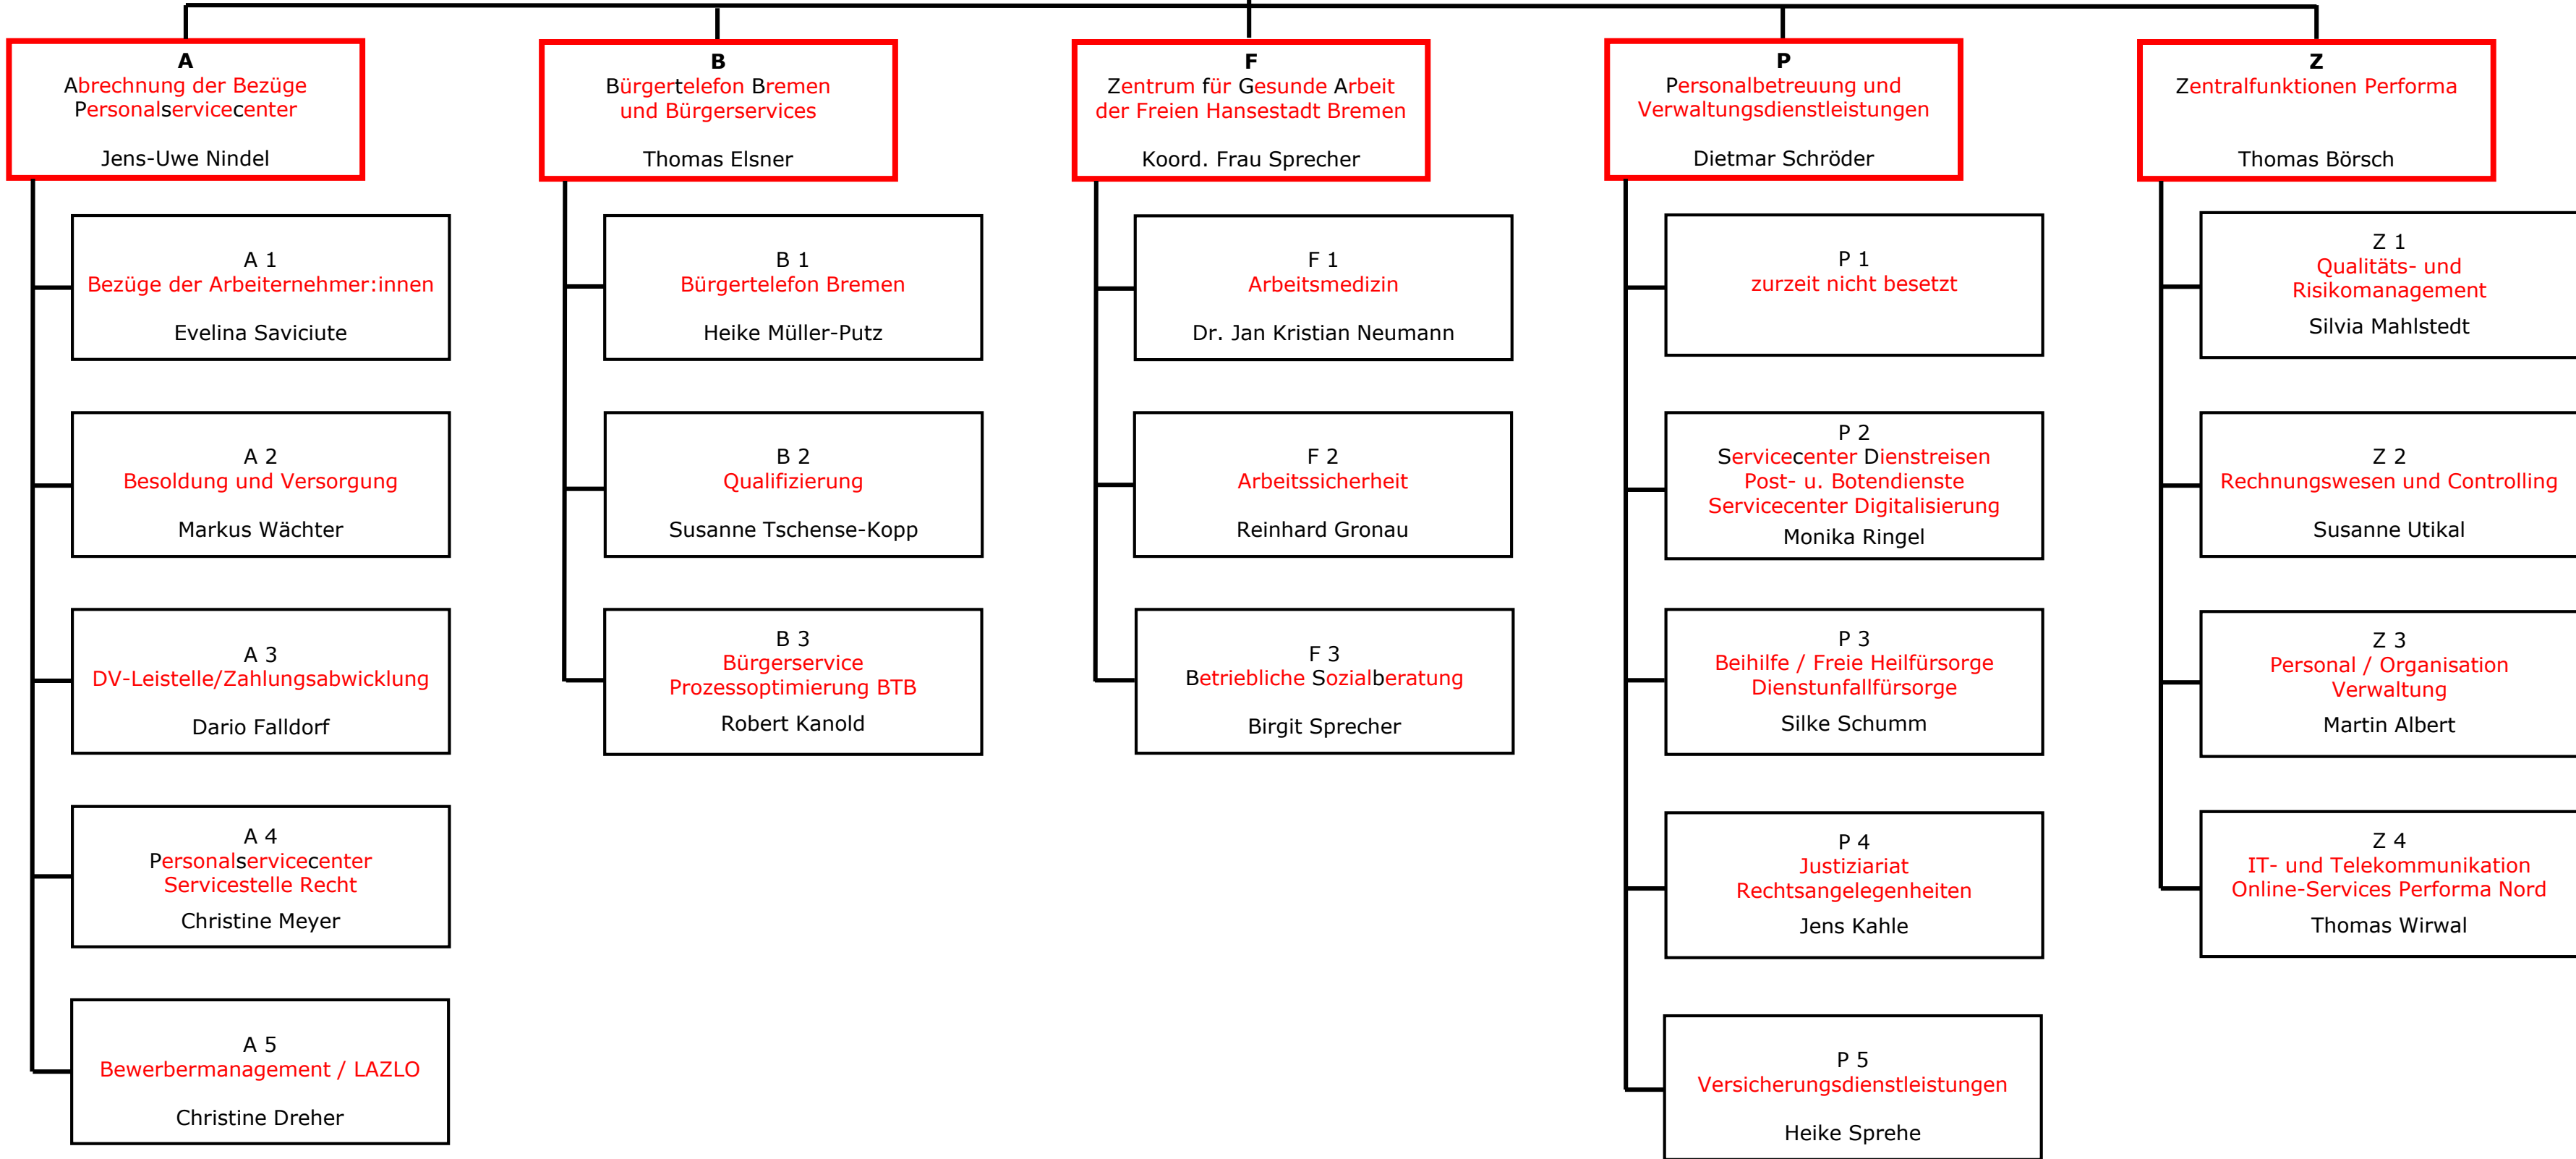 A
Abrechnung der Bezüge
Personalservicecenter
Jens-Uwe Nindel
A 1
Bezüge der Arbeiternehmer:innen
Evelina Saviciute
A 2
Besoldung und Versorgung
Markus Wächter
A 3
DV-Leistelle/Zahlungsabwicklung
Dario Falldorf
A 4
Personalservicecenter
Servicestelle Recht
Christine Meyer
A 5
Bewerbermanagement / LAZLO
Christine Dreher
B
Bürgertelefon Bremen
und Bürgerservices
Thomas Elsner
B 1
Bürgertelefon Bremen
Heike Müller-Putz
B 2
Qualifizierung
Susanne Tschense-Kopp
B 3
Bürgerservice
Prozessoptimierung BTB
Robert Kanold
F
Zentrum für Gesunde Arbeit
der Freien Hansestadt Bremen
Koord. Frau Sprecher
F 1
Arbeitsmedizin
Dr. Jan Kristian Neumann
F 2
Arbeitssicherheit
Reinhard Gronau
F 3
Betriebliche Sozialberatung
Birgit Sprecher
P
Personalbetreuung und
Verwaltungsdienstleistungen
Dietmar Schröder
P 1
zurzeit nicht besetzt
P 2
Servicecenter Dienstreisen
Post- u. Botendienste
Servicecenter Digitalisierung
Monika Ringel
P 3
Beihilfe / Freie Heilfürsorge
Dienstunfallfürsorge
Silke Schumm
P 4
Justiziariat
Rechtsangelegenheiten
Jens Kahle
P 5
Versicherungsdienstleistungen
Heike Sprehe
Z
Zentralfunktionen Performa
Thomas Börsch
Z 1
Qualitäts- und
Risikomanagement
Silvia Mahlstedt
Z 2
Rechnungswesen und Controlling
Susanne Utikal
Z 3
Personal / Organisation
Verwaltung
Martin Albert
Z 4
IT- und Telekommunikation
Online-Services Performa Nord
Thomas Wirwal